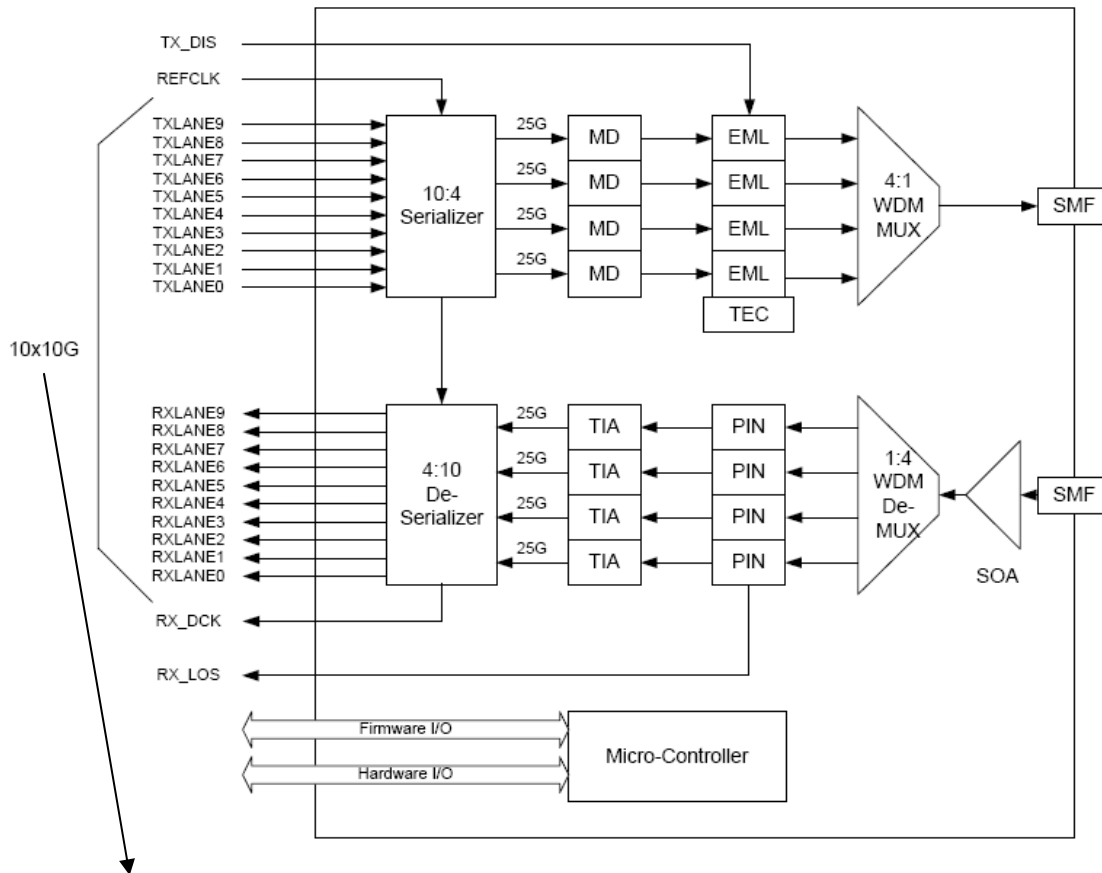 TX_DIS
REFCLK
TXLANE9
TXLANE8
TXLANE7
TXLANE6
TXLANE5
TXLANE4
TXLANE3
TXLANE2
TXLANE1
TXLANE0
10:4
Serializer
25G
25G
25G
25G
MD
MD
MD
MD
EML
EML
EML
EML
TEC
4:1
WDM
MUX
SMF
10x10G
RXLANE9
RXLANE8
RXLANE7
RXLANE6
RXLANE5
RXLANE4
RXLANE3
RXLANE2
RXLANE1
RXLANE0
4:10
De-
Serializer
25G
25G
25G
25G
TIA
TIA
TIA
TIA
PIN
PIN
PIN
PIN
1:4
WDM
De-
MUX
SOA
SMF
RX_DCK
RX_LOS
Firmware I/O
Hardware I/O
Micro-Controller